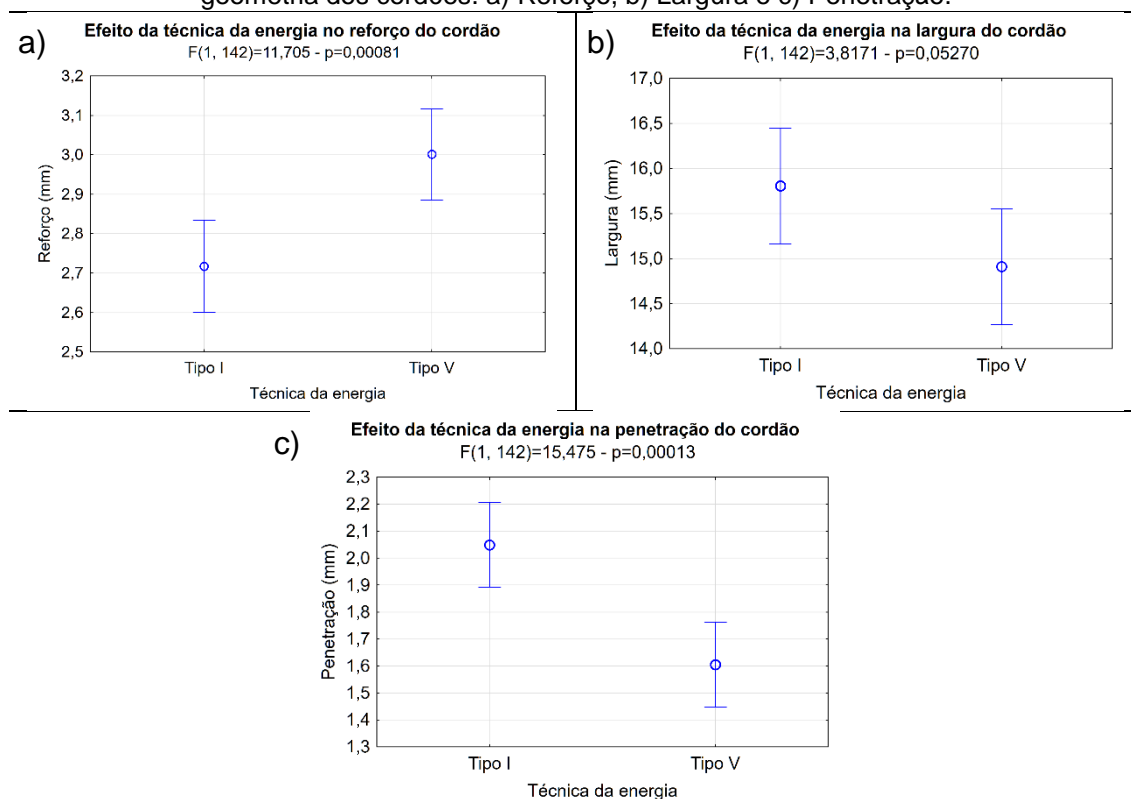 geometria dos cordões: a) Reforço, b) Largura e c) Penetração.
a)
Efeito da técnica da energia no reforço do cordão
F(1, 142)=11,705 - p=0,00081
3,2
3,1
3,0
2,9
2,8
2,7
2,6
2,5
Reforço (mm)
Tipo I
Tipo V
Técnica da energia
b)
Efeito da técnica da energia na largura do cordão
F(1, 142)=3,8171 - p=0,05270
17,0
16,5
16,0
15,5
15,0
14,5
14,0
Largura (mm)
Tipo I
Tipo V
Técnica da energia
c)
Efeito da técnica da energia na penetração do cordão
F(1, 142)=15,475 - p=0,00013
2,3
2,2
2,1
2,0
1,9
1,8
1,7
1,6
1,5
1,4
1,3
Penetração (mm)
Tipo I
Tipo V
Técnica da energia